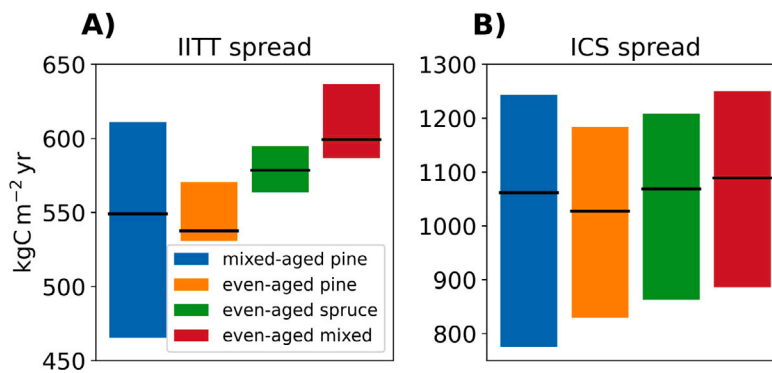 A)
IITT spread
B)
ICS spread
kgC m−2 yr
650
600
550
500
450
mixed-aged pine
even-aged pine
even-aged spruce
even-aged mixed
1300
1200
1100
1000
900
800